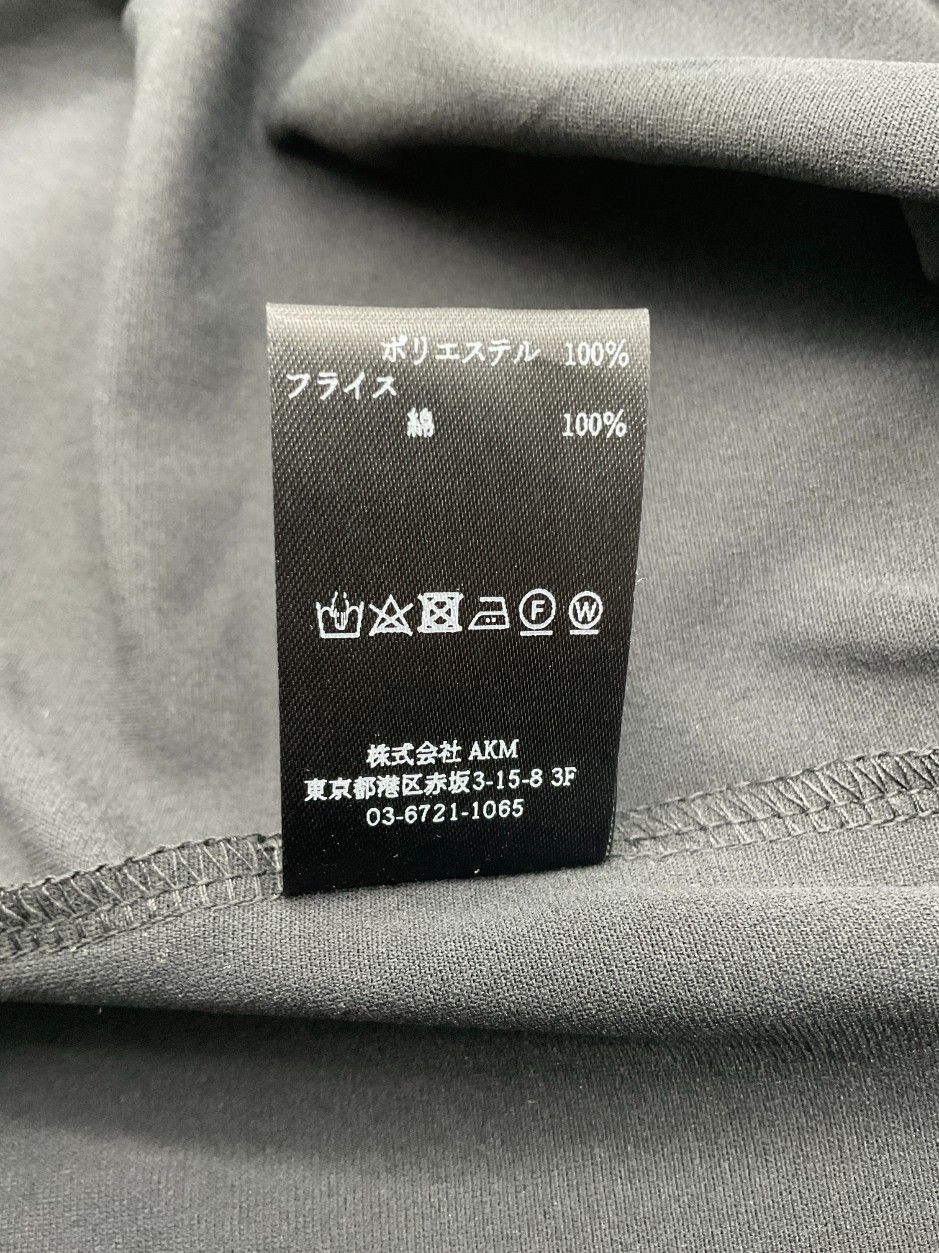 ポリエステル 100%
フライス
綿 100%
F W
株式会社 AKM
東京都港区赤坂3-15-8 3F
03-6721-1065